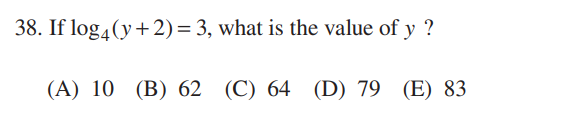 38. If log₄(y+2)=3, what is the value of y ?
(A) 10 (B) 62 (C) 64 (D) 79 (E) 83